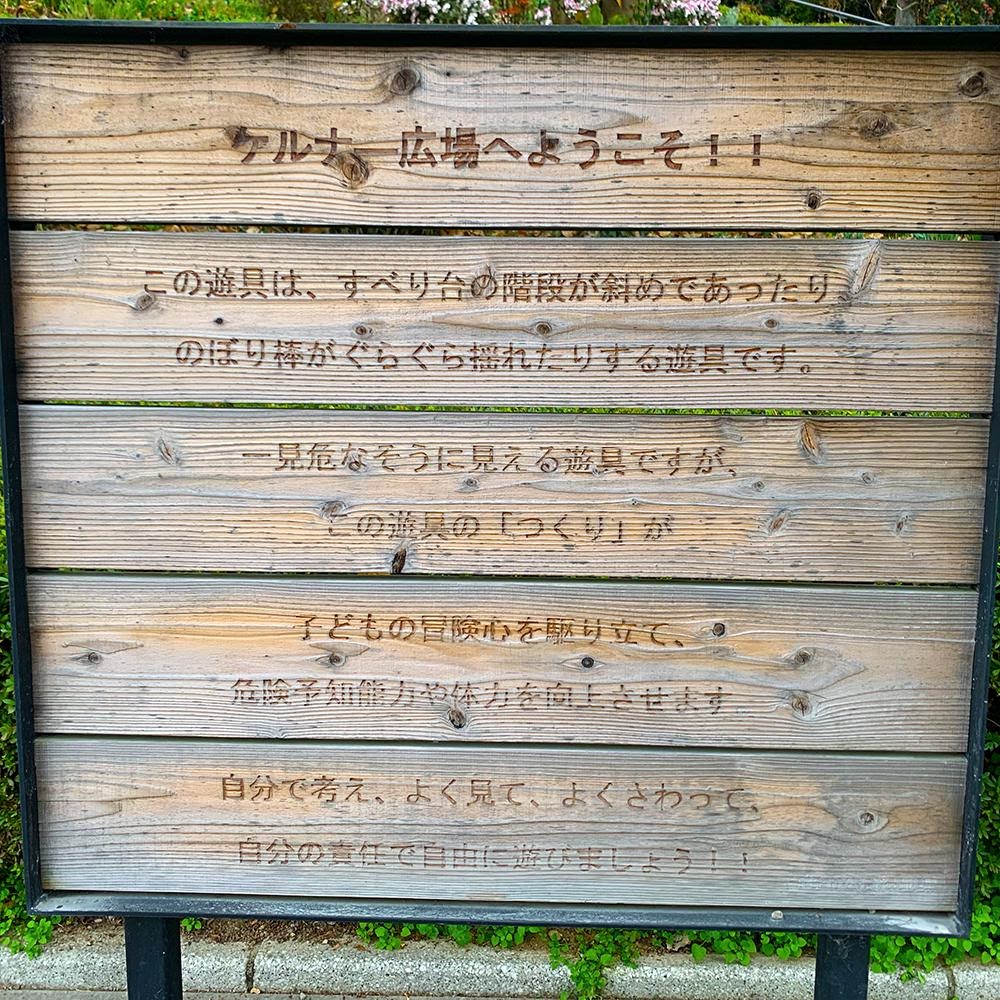 ケルナー広場へようこそ！！
この遊具は、すべり台の階段が斜めであったり
のぼり棒がぐらぐら揺れたりする遊具です。
一見危なそうに見える遊具ですが、
この遊具の「つくり」が
子どもの冒険心を駆り立て、
危険予知能力や体力を向上させます
自分で考え、よく見て、よくさわって、
自分の責任で自由に遊びましょう！！